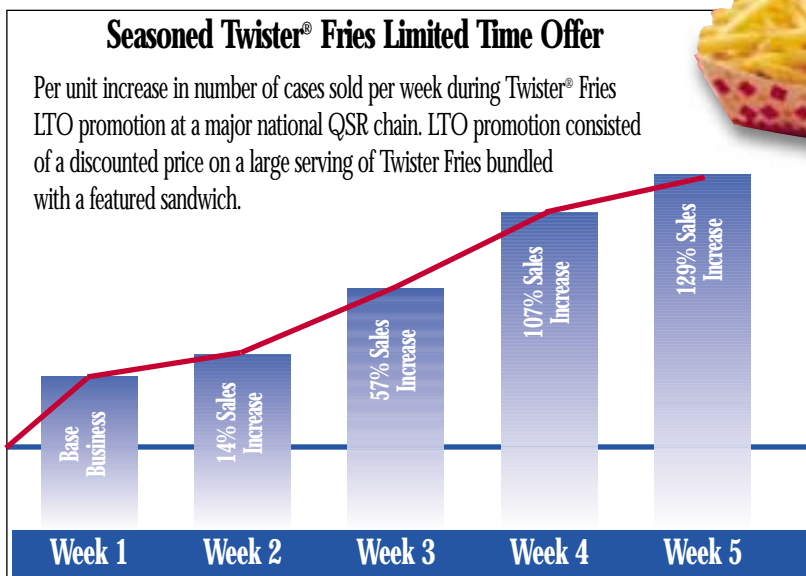 Seasoned Twister® Fries Limited Time Offer
Per unit increase in number of cases sold per week during Twister® Fries
LTO promotion at a major national QSR chain. LTO promotion consisted
of a discounted price on a large serving of Twister Fries bundled
with a featured sandwich.
Base
Business
14% Sales
Increase
57% Sales
Increase
107% Sales
Increase
129% Sales
Increase
Week 1 Week 2 Week 3 Week 4 Week 5